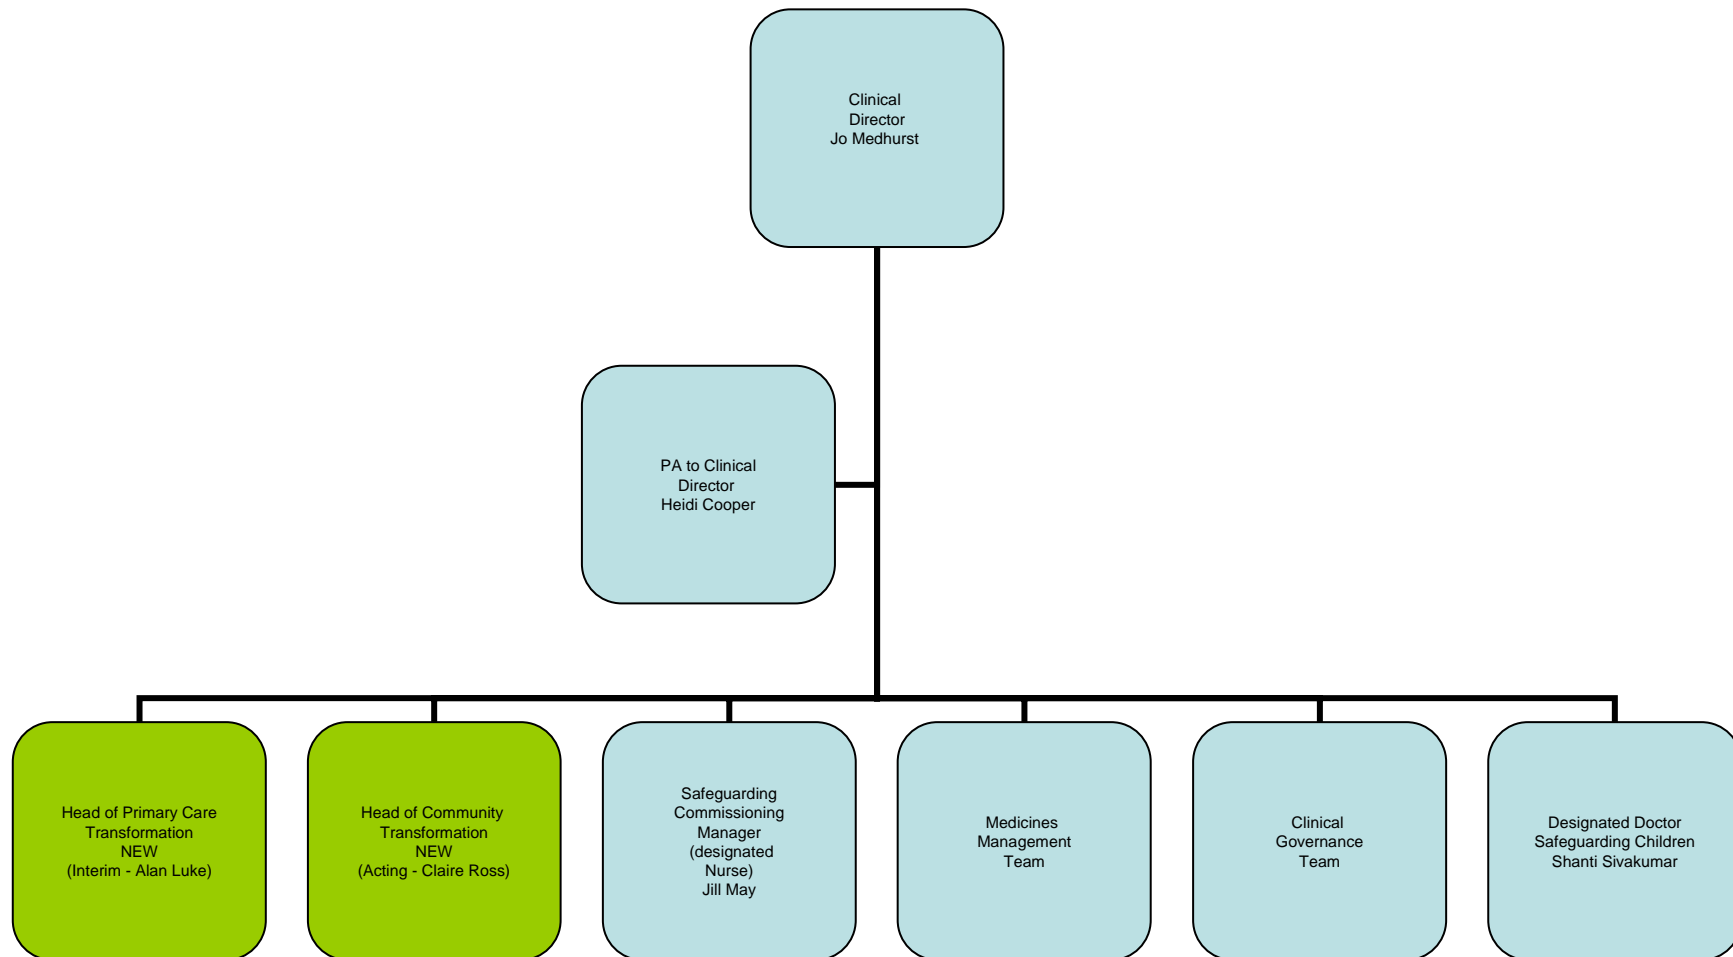 Clinical
Director
Jo Medhurst
PA to Clinical
Director
Heidi Cooper
Head of Primary Care
Transformation
NEW
(Interim - Alan Luke)
Head of Community
Transformation
NEW
(Acting - Claire Ross)
Safeguarding
Commissioning
Manager
(designated
Nurse)
Jill May
Medicines
Management
Team
Clinical
Governance
Team
Designated Doctor
Safeguarding Children
Shanti Sivakumar